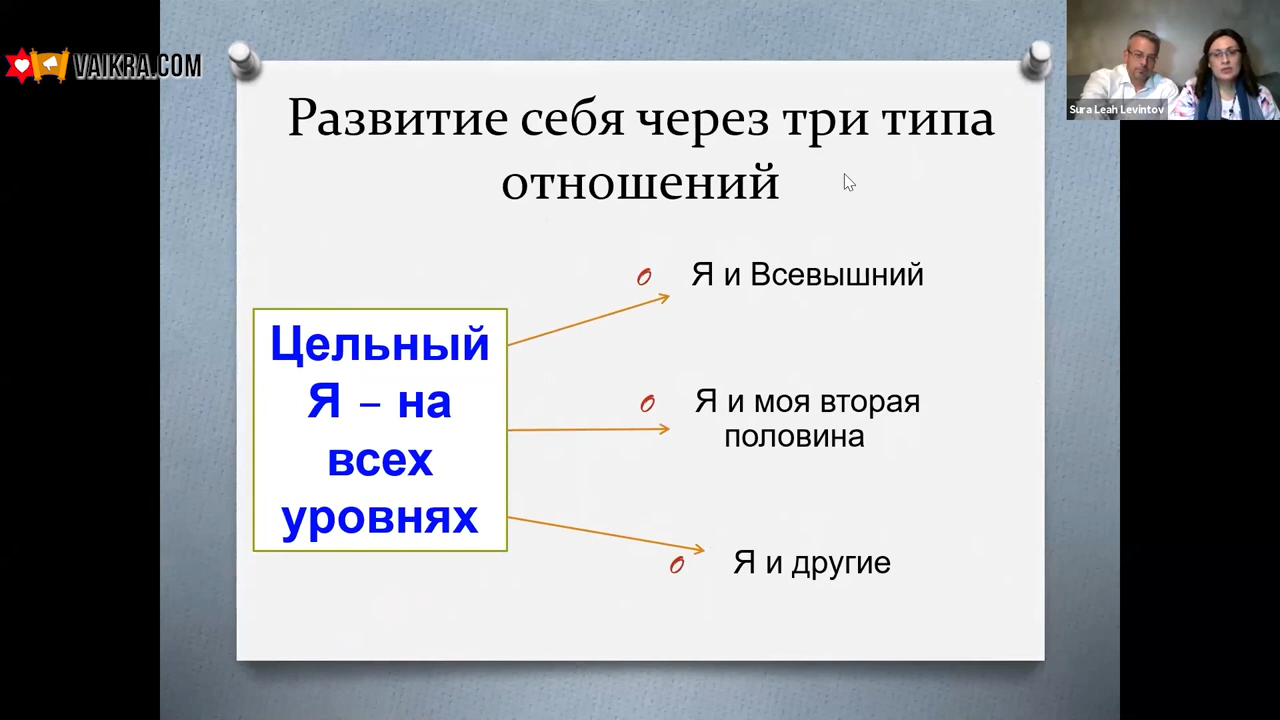 VAIKRA.COM
Sura Leah Levintov
Развитие себя через три типа
отношений
Цельный
Я – на
всех
уровнях
Я и Всевышний
Я и моя вторая
половина
Я и другие